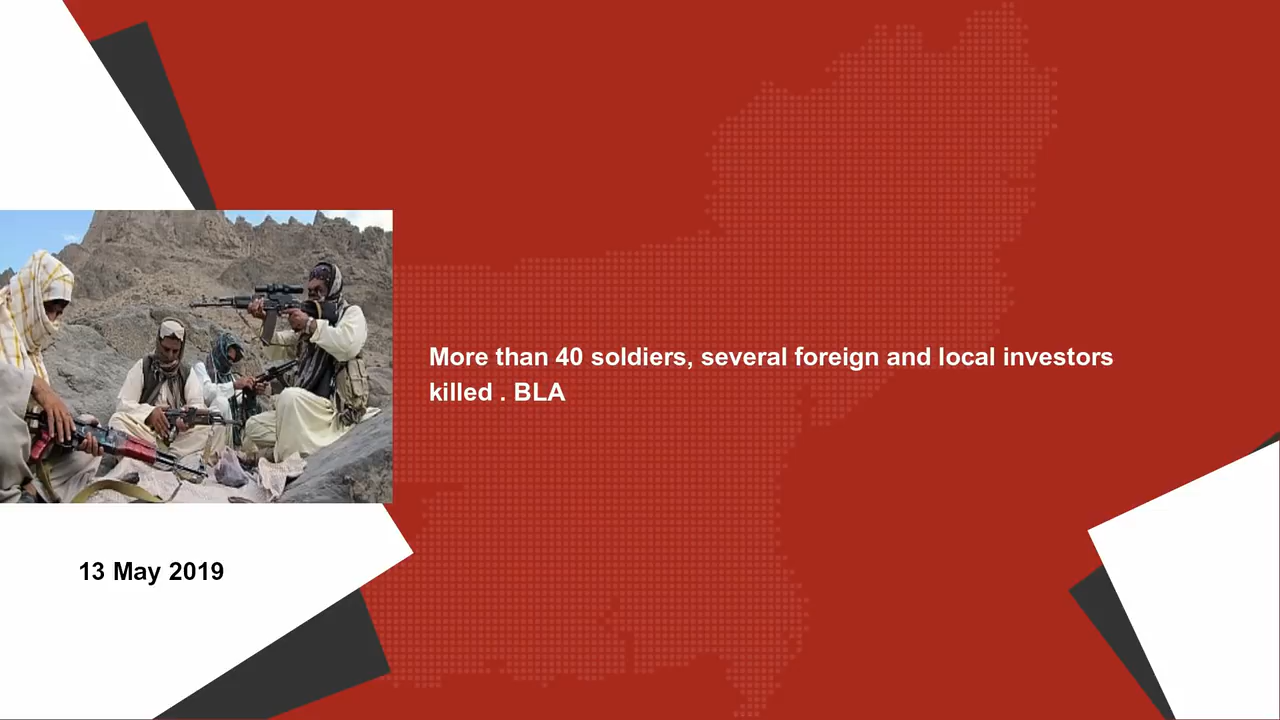 More than 40 soldiers, several foreign and local investors
killed . BLA
13 May 2019